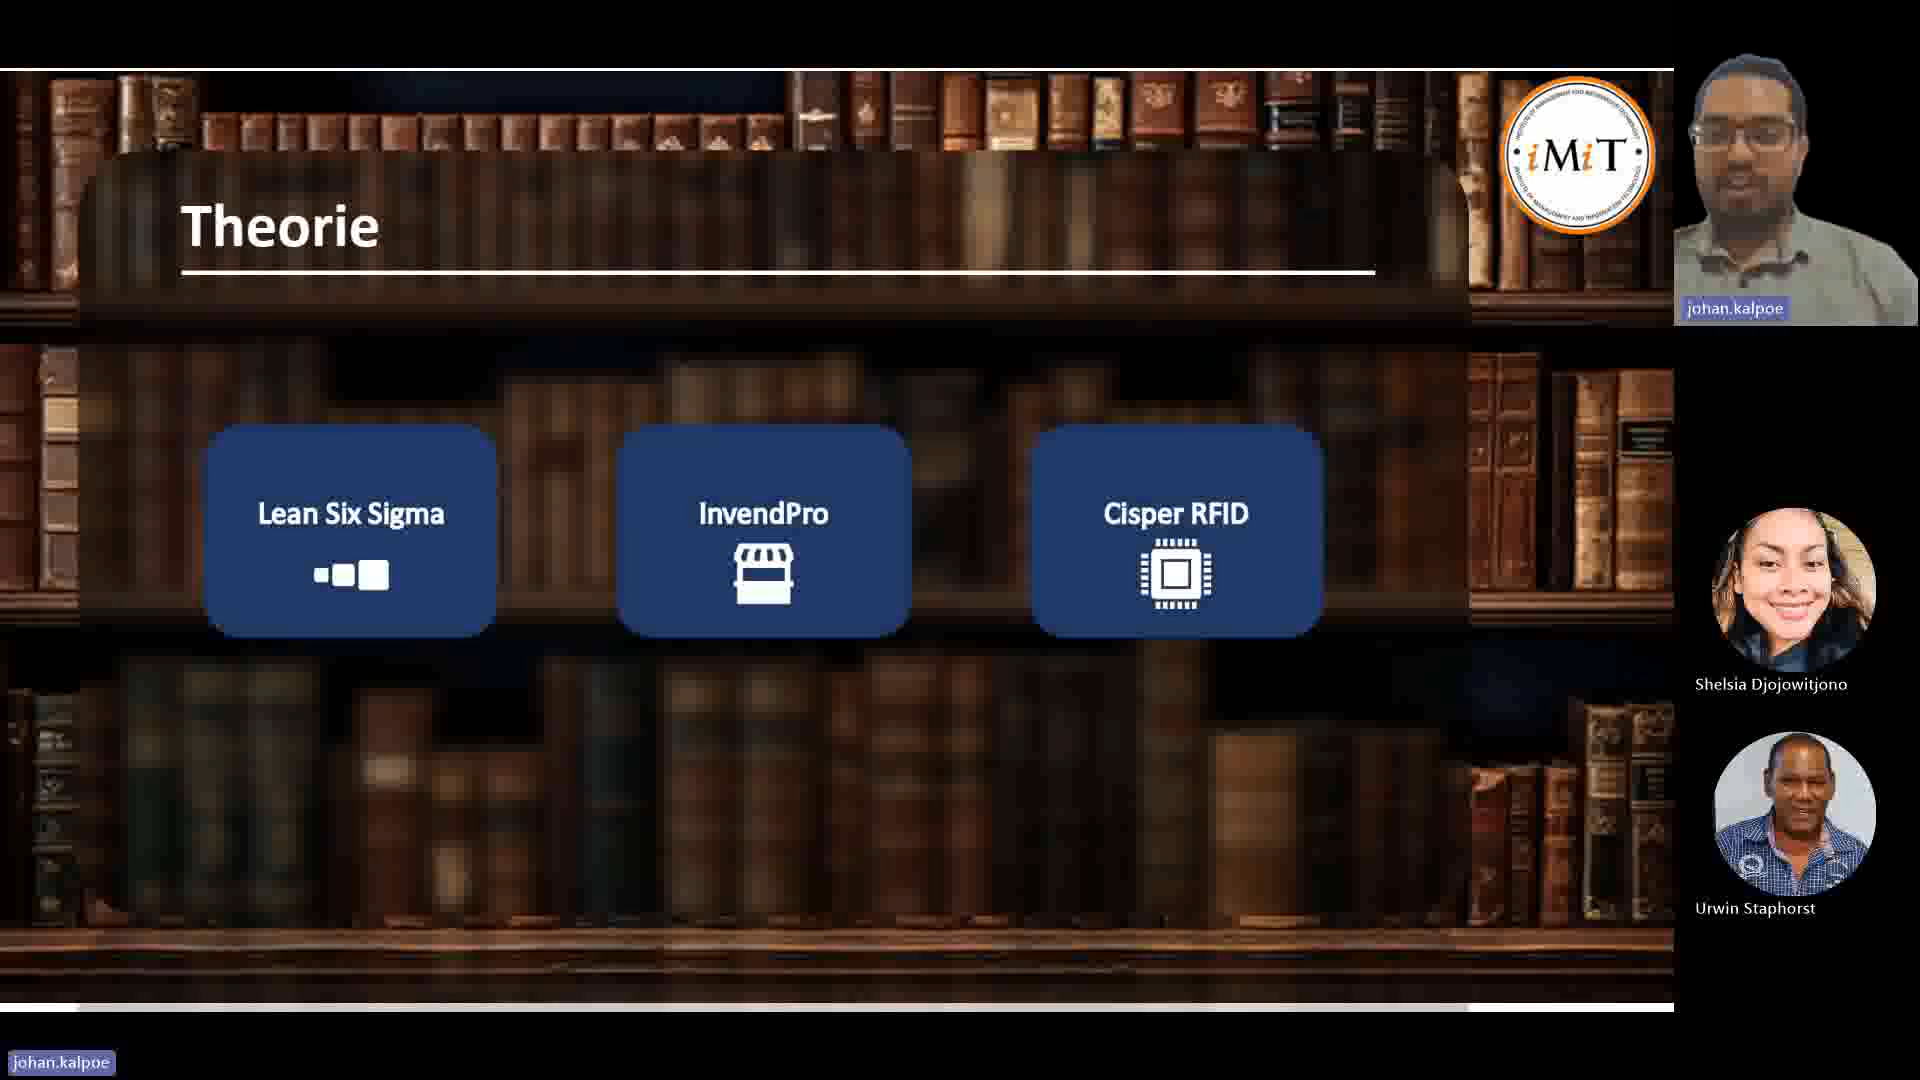 Theorie
iMiT
Lean Six Sigma
InvendPro
Cisper RFID
johan.kalpoe
Shelsia Djojowitjono
Urwin Staphorst
johan.kalpoe